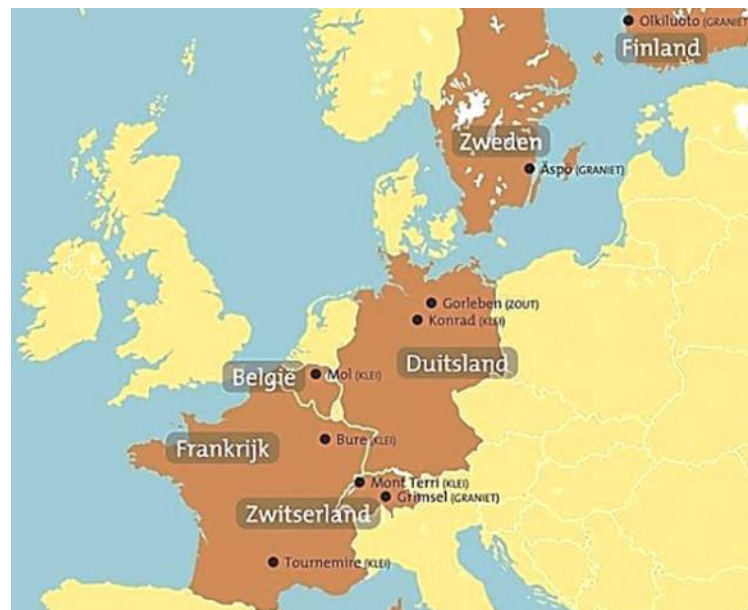 Olkiluoto (GRANIET)
Finland
Zweden
Äspo (GRANIET)
Gorleben (ZOUT)
Konrad (KLEI)
Duitsland
België
Mol (KLEI)
Frankrijk
Bure (KLEI)
Mont Terri (KLEI)
Grimsel (GRANIET)
Zwitserland
Tournemire (KLEI)